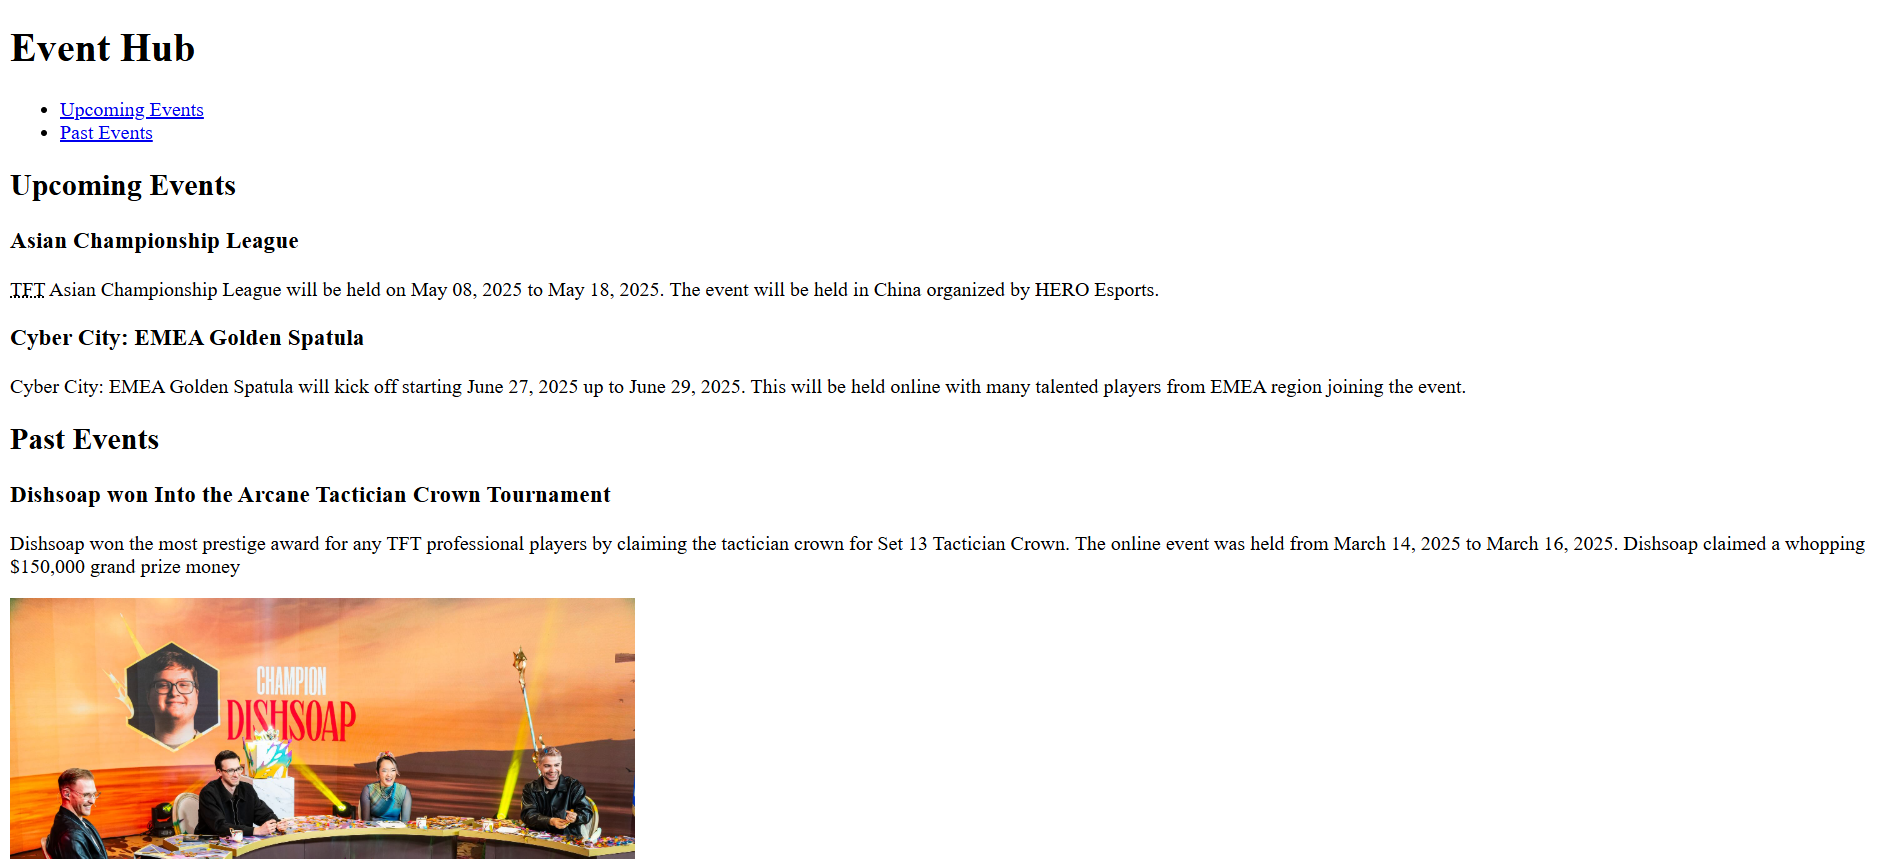 Event Hub
Upcoming Events
Past Events
Upcoming Events
Asian Championship League
TFT Asian Championship League will be held on May 08, 2025 to May 18, 2025. The event will be held in China organized by HERO Esports.
Cyber City: EMEA Golden Spatula
Cyber City: EMEA Golden Spatula will kick off starting June 27, 2025 up to June 29, 2025. This will be held online with many talented players from EMEA region joining the event.
Past Events
Dishsoap won Into the Arcane Tactician Crown Tournament
Dishsoap won the most prestige award for any TFT professional players by claiming the tactician crown for Set 13 Tactician Crown. The online event was held from March 14, 2025 to March 16, 2025. Dishsoap claimed a whopping
$150,000 grand prize money
CHAMPION
DISHSOAP